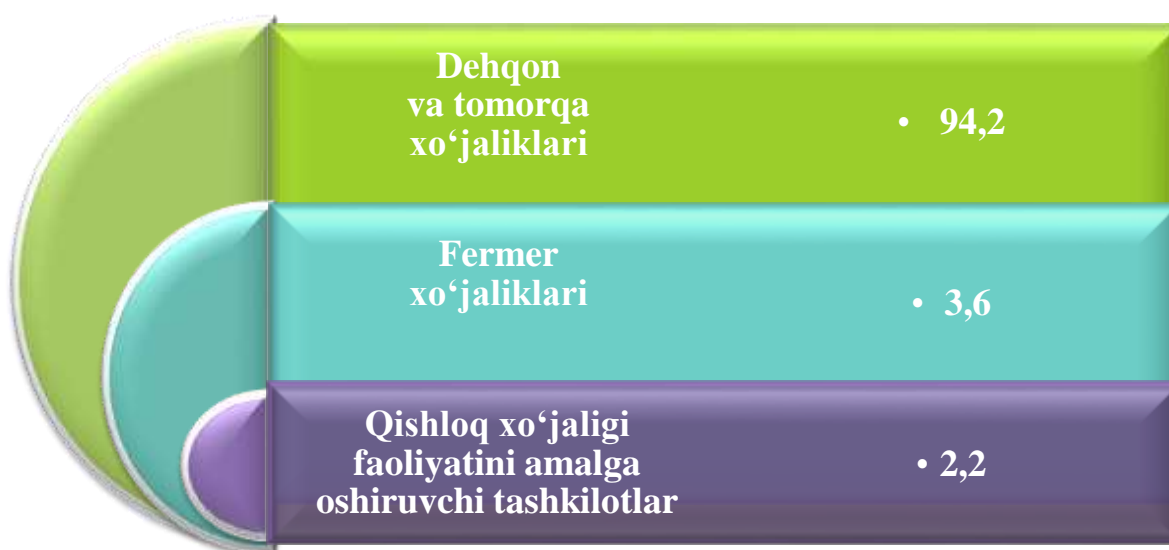 Dehqon
va tomorqa
xo‘jaliklari
• 94,2
Fermer
xo‘jaliklari
• 3,6
Qishloq xo‘jaligi
faoliyatini amalga
oshiruvchi tashkilotlar
• 2,2